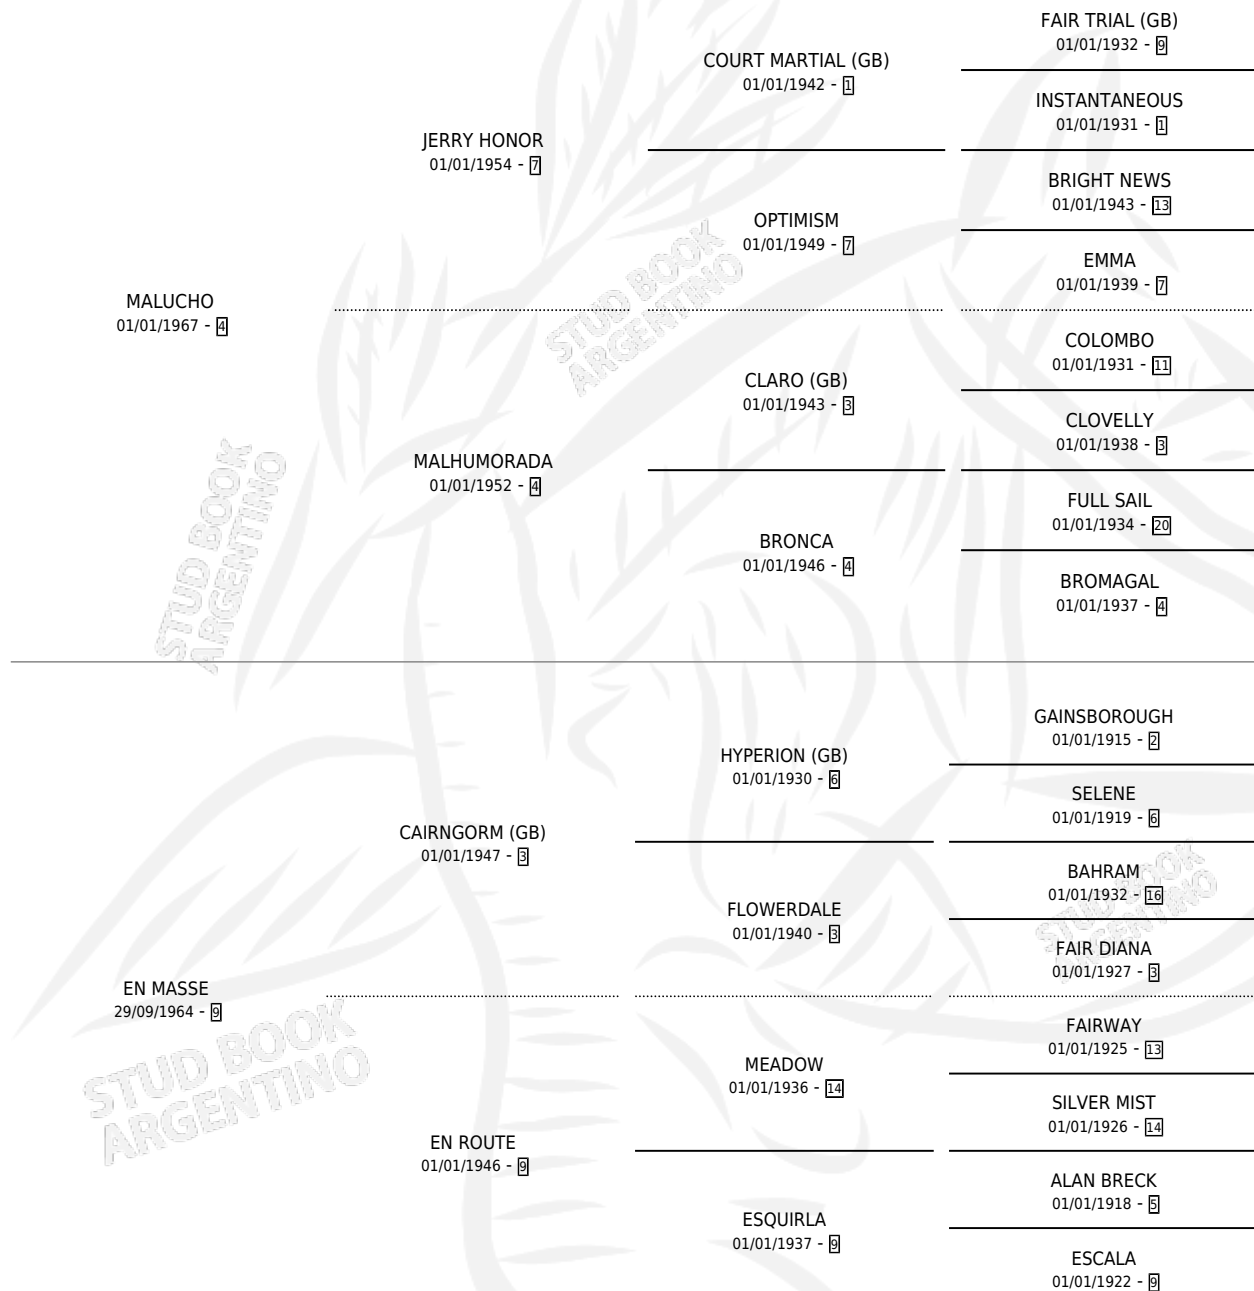 FAIR TRIAL (GB)
01/01/1932 - 9
COURT MARTIAL (GB)
01/01/1942 - 1
INSTANTANEOUS
01/01/1931 - 1
JERRY HONOR
01/01/1954 - 7
BRIGHT NEWS
01/01/1943 - 13
OPTIMISM
01/01/1949 - 7
EMMA
01/01/1939 - 7
MALUCHO
01/01/1967 - 4
COLOMBO
01/01/1931 - 11
CLARO (GB)
01/01/1943 - 3
CLOVELLY
01/01/1938 - 3
MALHUMORADA
01/01/1952 - 4
FULL SAIL
01/01/1934 - 20
BRONCA
01/01/1946 - 4
BROMAGAL
01/01/1937 - 4
GAINSBOROUGH
01/01/1915 - 2
HYPERION (GB)
01/01/1930 - 6
SELENE
01/01/1919 - 6
CAIRNGORM (GB)
01/01/1947 - 3
BAHRAM
01/01/1932 - 16
FLOWERDALE
01/01/1940 - 3
FAIR DIANA
01/01/1927 - 3
EN MASSE
29/09/1964 - 9
FAIRWAY
01/01/1925 - 13
MEADOW
01/01/1936 - 14
SILVER MIST
01/01/1926 - 14
EN ROUTE
01/01/1946 - 9
ALAN BRECK
01/01/1918 - 5
ESQUIRLA
01/01/1937 - 9
ESCALA
01/01/1922 - 9
STUD BOOK
ARGENTINO
STUD BOOK
ARGENTINO
STUD BOOK
ARGENTINO
STUD BOOK
ARGENTINO